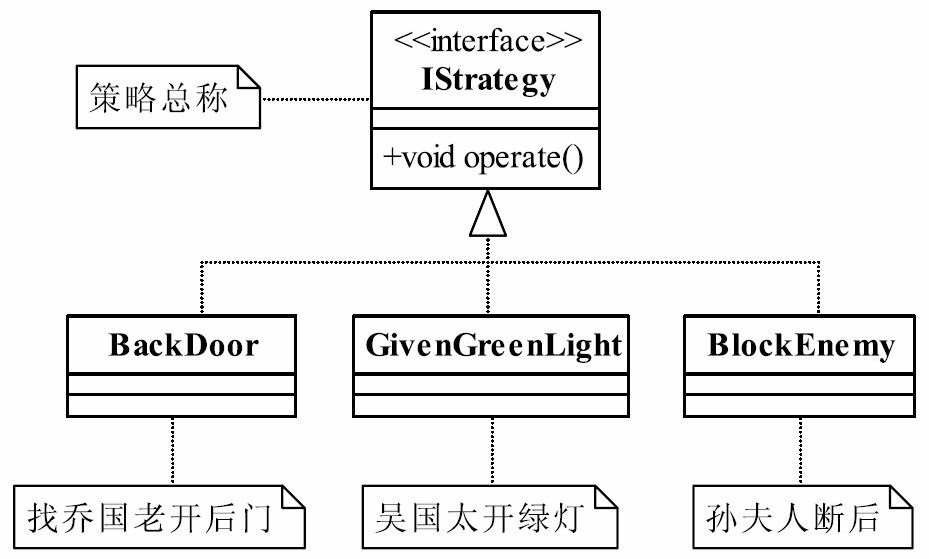 <<interface>>
IStrategy
策略总称
+void operate()
BackDoor
GivenGreenLight
BlockEnemy
找乔国老开后门
吴国太开绿灯
孙夫人断后